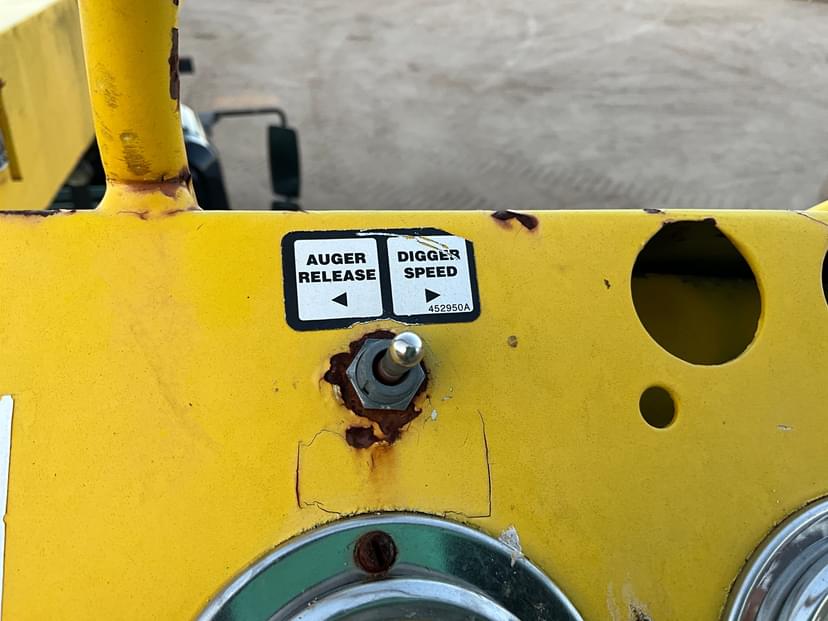 AUGER
RELEASE
◄
DIGGER
SPEED
►
452950A